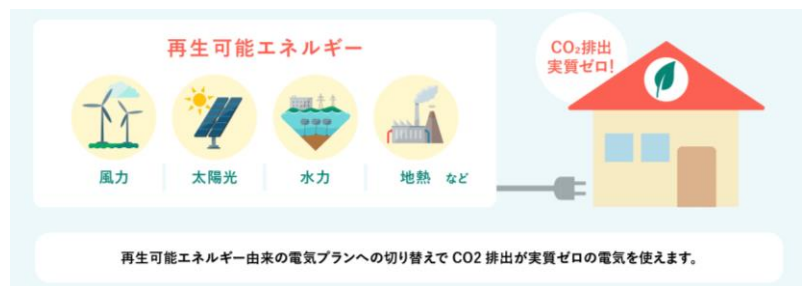 再生可能エネルギー
CO₂排出
実質ゼロ!
風力
太陽光
水力
地熱 など
再生可能エネルギー由来の電気プランへの切り替えで CO2 排出が実質ゼロの電気を使えます。